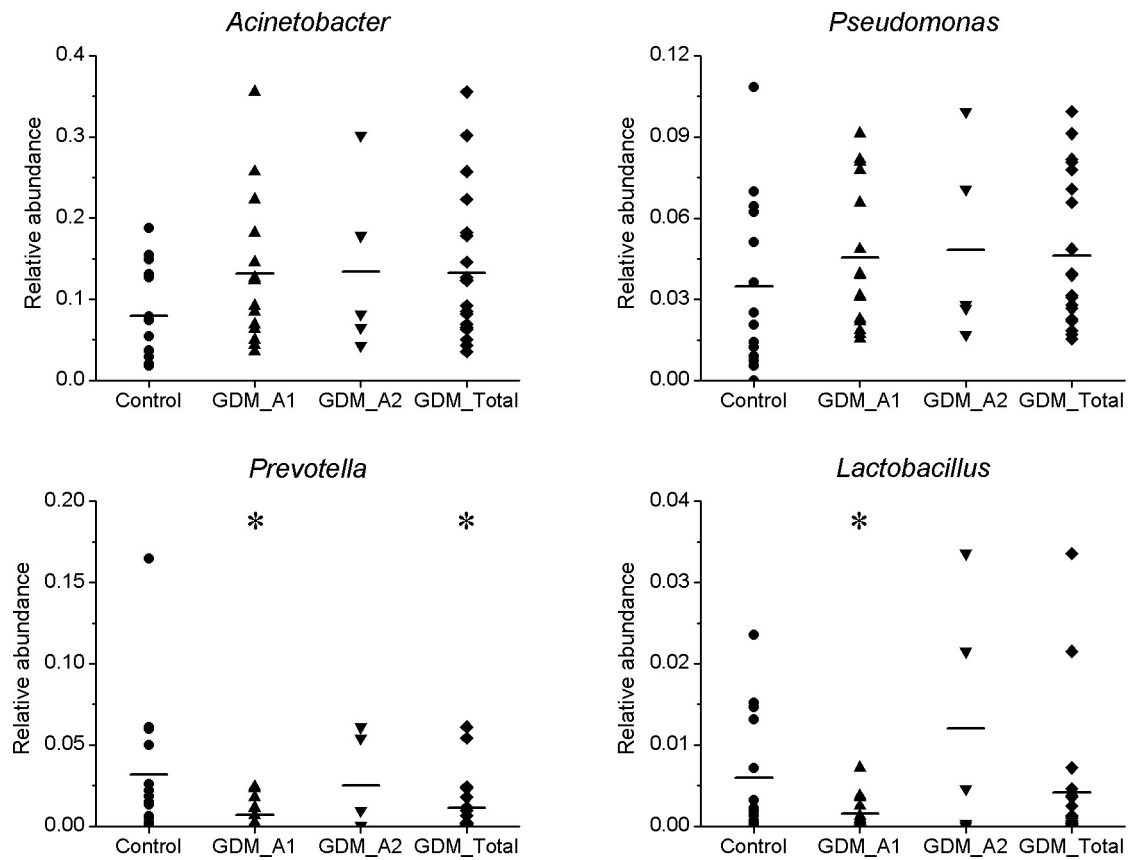 Acinetobacter
Relative abundance
0.4
0.3
0.2
0.1
0.0
Control GDM_A1 GDM_A2 GDM_Total
Pseudomonas
Relative abundance
0.12
0.09
0.06
0.03
0.00
Control GDM_A1 GDM_A2 GDM_Total
Prevotella
Relative abundance
0.20
0.15
0.10
0.05
0.00
* *
Control GDM_A1 GDM_A2 GDM_Total
Lactobacillus
Relative abundance
0.04
0.03
0.02
0.01
0.00
*
Control GDM_A1 GDM_A2 GDM_Total